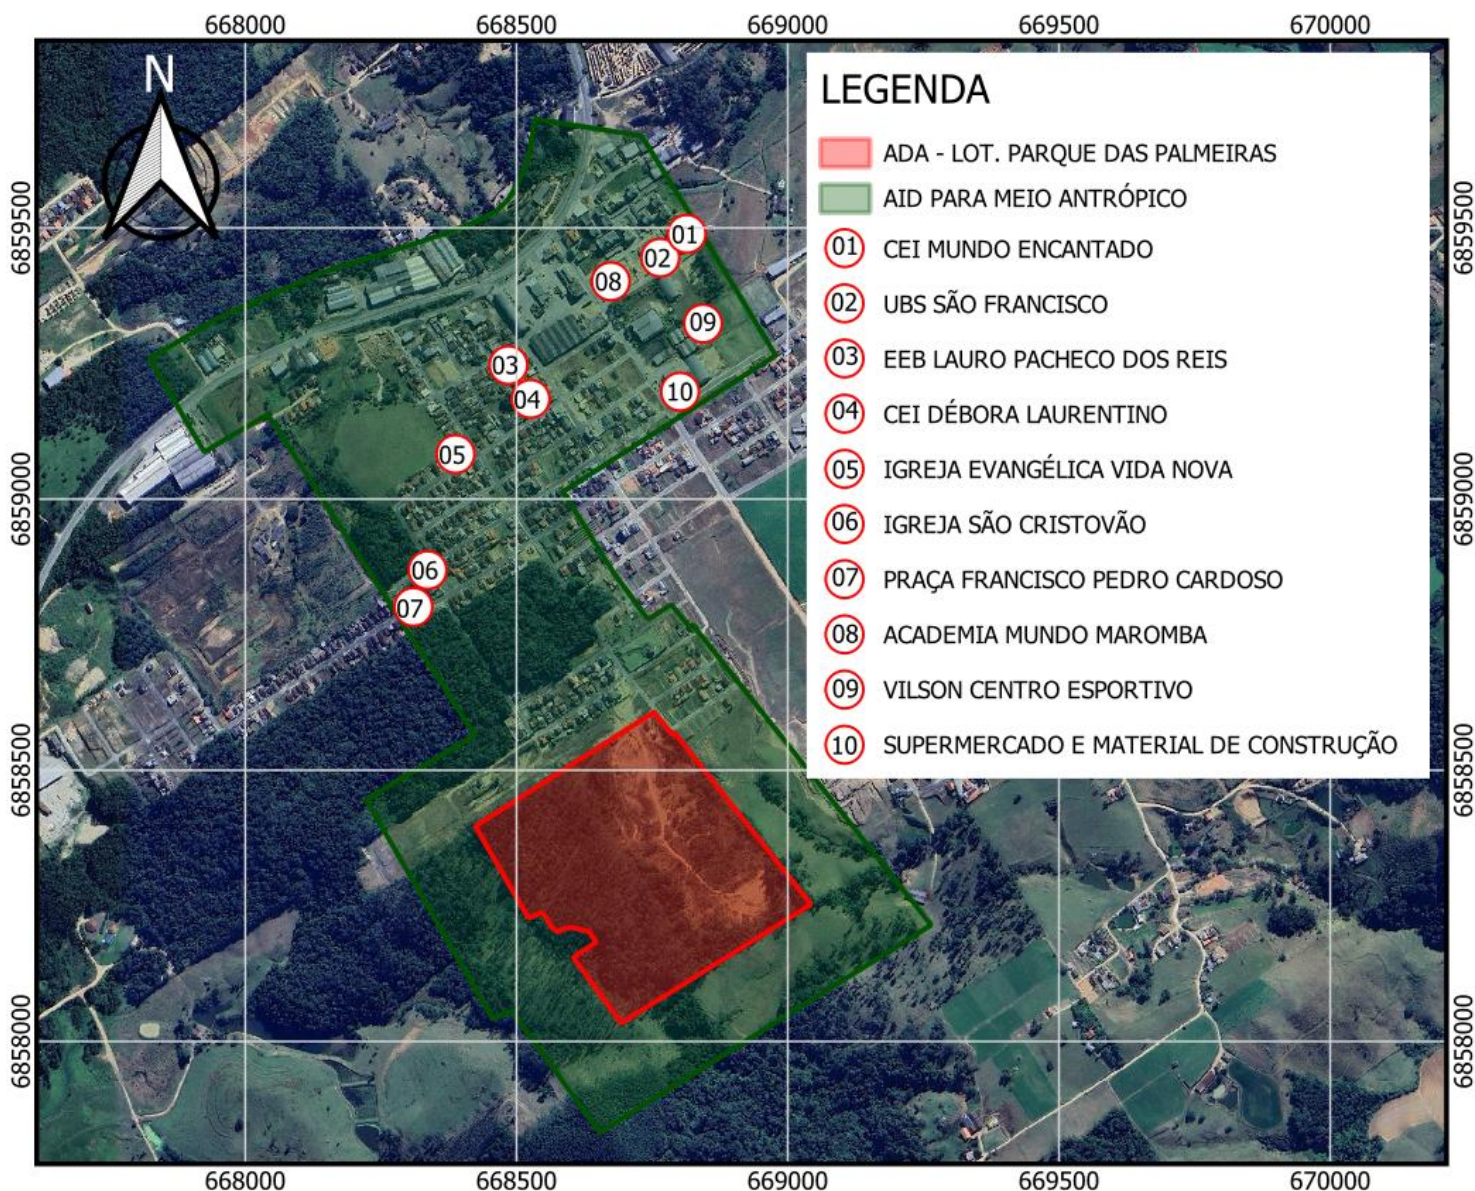 668000 668500 669000 669500 670000
N
LEGENDA
ADA - LOT. PARQUE DAS PALMEIRAS
AID PARA MEIO ANTRÓPICO
01 CEI MUNDO ENCANTADO
02 UBS SÃO FRANCISCO
03 EEB LAURO PACHECO DOS REIS
04 CEI DÉBORA LAURENTINO
05 IGREJA EVANGÉLICA VIDA NOVA
06 IGREJA SÃO CRISTOVÃO
07 PRAÇA FRANCISCO PEDRO CARDOSO
08 ACADEMIA MUNDO MAROMBA
09 VILSON CENTRO ESPORTIVO
10 SUPERMERCADO E MATERIAL DE CONSTRUÇÃO
01
02
08
09
03
04
10
05
06
07
6859500
6859000
6858500
6858000
6859500
6859000
6858500
6858000
668000 668500 669000 669500 670000